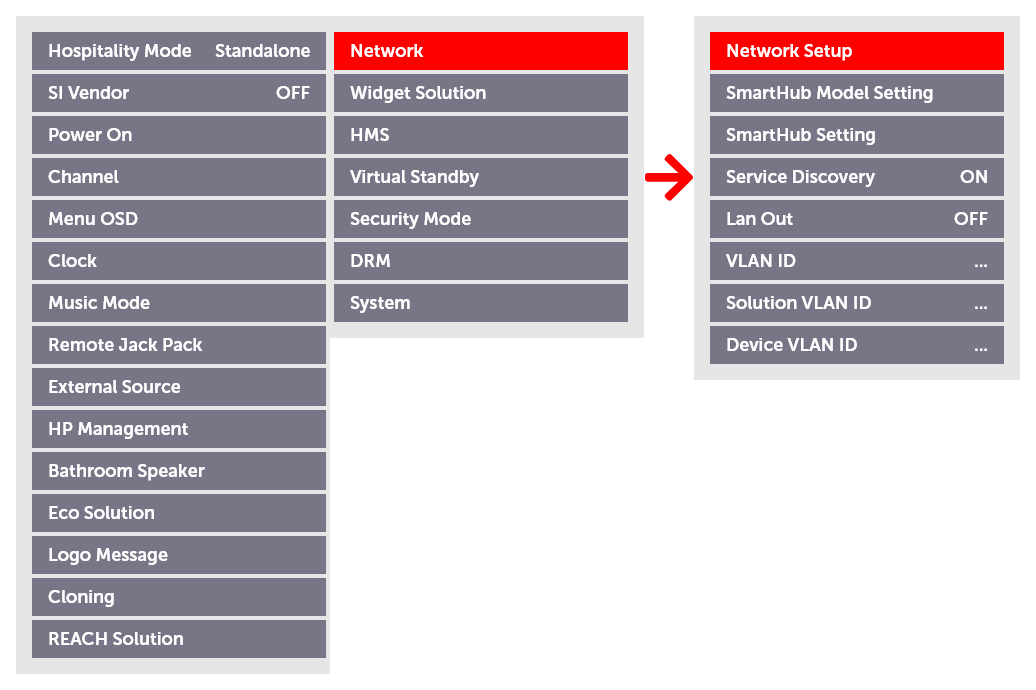 Hospitality Mode Standalone
SI Vendor OFF
Power On
Channel
Menu OSD
Clock
Music Mode
Remote Jack Pack
External Source
HP Management
Bathroom Speaker
Eco Solution
Logo Message
Cloning
REACH Solution
Network
Widget Solution
HMS
Virtual Standby
Security Mode
DRM
System
Network Setup
SmartHub Model Setting
SmartHub Setting
Service Discovery ON
Lan Out OFF
VLAN ID ...
Solution VLAN ID ...
Device VLAN ID ...